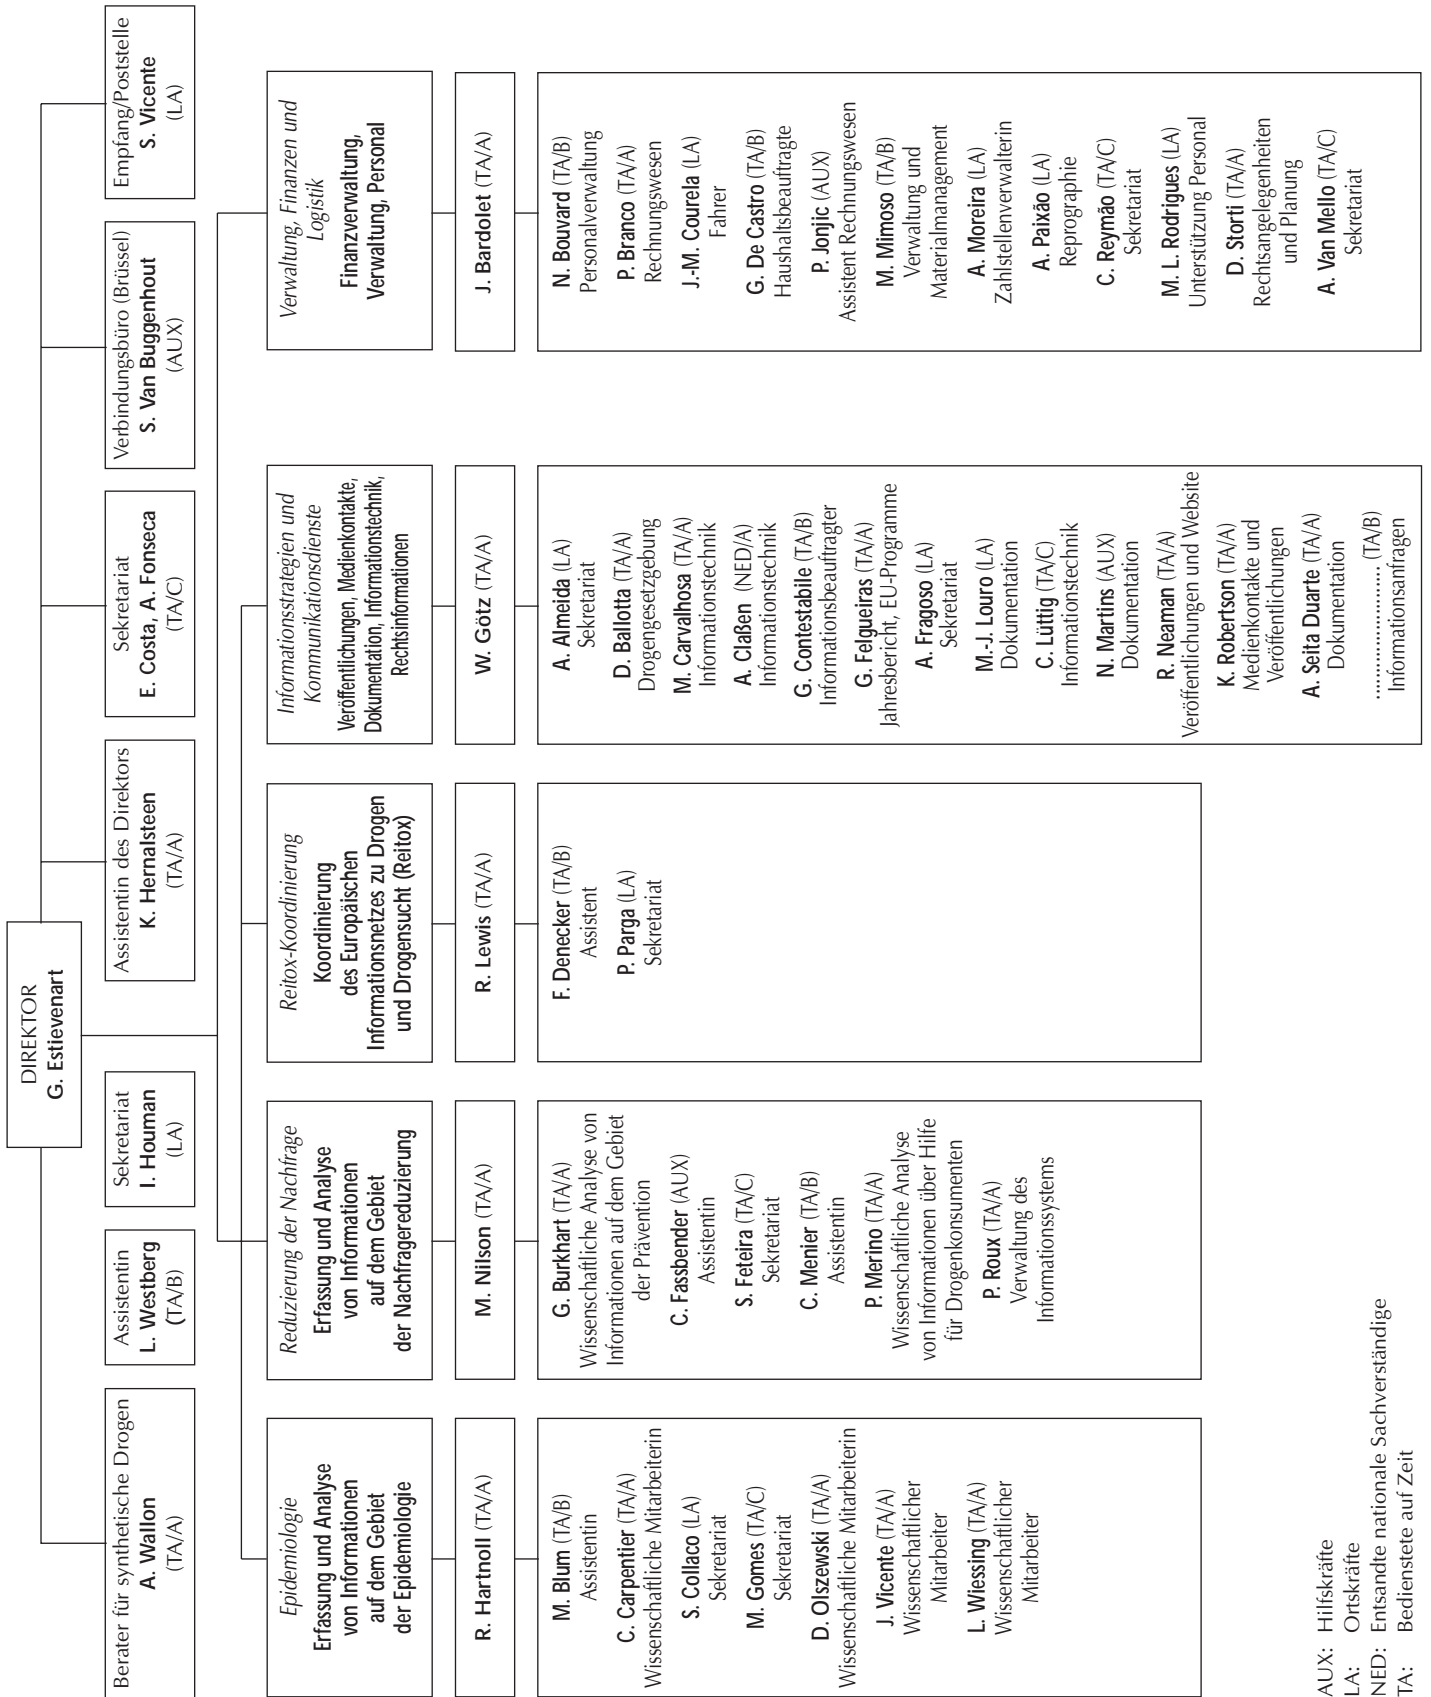 DIREKTOR
G. Estievenart
Berater für synthetische Drogen
A. Wallon
(TA/A)
Assistentin
L. Westberg
(TA/B)
Sekretariat
I. Houman
(LA)
Assistentin des Direktors
K. Hernalsteen
(TA/A)
Sekretariat
E. Costa, A. Fonseca
(TA/C)
Verbindungsbüro (Brüssel)
S. Van Buggenhout
(AUX)
Empfang/Poststelle
S. Vicente
(LA)
Epidemiologie
Erfassung und Analyse
von Informationen
auf dem Gebiet
der Epidemiologie
R. Hartnoll (TA/A)
M. Blum (TA/B)
Assistentin
C. Carpentier (TA/A)
Wissenschaftliche Mitarbeiterin
S. Collaco (LA)
Sekretariat
M. Gomes (TA/C)
Sekretariat
D. Olszewski (TA/A)
Wissenschaftliche Mitarbeiterin
J. Vicente (TA/A)
Wissenschaftlicher
Mitarbeiter
L. Wiessing (TA/A)
Wissenschaftlicher
Mitarbeiter
Reduzierung der Nachfrage
Erfassung und Analyse
von Informationen
auf dem Gebiet
der Nachfragereduzierung
M. Nilson (TA/A)
G. Burkhart (TA/A)
Wissenschaftliche Analyse von
Informationen auf dem Gebiet
der Prävention
C. Fassbender (AUX)
Assistentin
S. Feteira (TA/C)
Sekretariat
C. Menier (TA/B)
Assistentin
P. Merino (TA/A)
Wissenschaftliche Analyse
von Informationen über Hilfe
für Drogenkonsumenten
P. Roux (TA/A)
Verwaltung des
Informationssystems
Reitox-Koordinierung
Koordinierung
des Europäischen
Informationsnetzes zu Drogen
und Drogensucht (Reitox)
R. Lewis (TA/A)
F. Denecker (TA/B)
Assistent
P. Parga (LA)
Sekretariat
Informationsstrategien und
Kommunikationsdienste
Veröffentlichungen, Medienkontakte,
Dokumentation, Informationstechnik,
Rechtsinformationen
W. Götz (TA/A)
A. Almeida (LA)
Sekretariat
D. Ballotta (TA/A)
Drogengesetzgebung
M. Carvalhosa (TA/A)
Informationstechnik
A. Claßen (NED/A)
Informationstechnik
G. Contestabile (TA/B)
Informationsbeauftragter
G. Felgueiras (TA/A)
Jahresbericht, EU-Programme
A. Fragoso (LA)
Sekretariat
M.-J. Louro (LA)
Dokumentation
C. Lüttig (TA/C)
Informationstechnik
N. Martins (AUX)
Dokumentation
R. Neaman (TA/A)
Veröffentlichungen und Website
K. Robertson (TA/A)
Medienkontakte und
Veröffentlichungen
A. Seita Duarte (TA/A)
Dokumentation
........................ (TA/B)
Informationsanfragen
Verwaltung, Finanzen und
Logistik
Finanzverwaltung,
Verwaltung, Personal
J. Bardolet (TA/A)
N. Bouvard (TA/B)
Personalverwaltung
P. Branco (TA/A)
Rechnungswesen
J.-M. Courela (LA)
Fahrer
G. De Castro (TA/B)
Haushaltsbeauftragte
P. Jonjic (AUX)
Assistent Rechnungswesen
M. Mimoso (TA/B)
Verwaltung und
Materialmanagement
A. Moreira (LA)
Zahlstellenverwalterin
A. Paixão (LA)
Reprographie
C. Reymão (TA/C)
Sekretariat
M. L. Rodrigues (LA)
Unterstützung Personal
D. Storti (TA/A)
Rechtsangelegenheiten
und Planung
A. Van Mello (TA/C)
Sekretariat
AUX: Hilfskräfte
LA: Ortskräfte
NED: Entsandte nationale Sachverständige
TA: Bedienstete auf Zeit